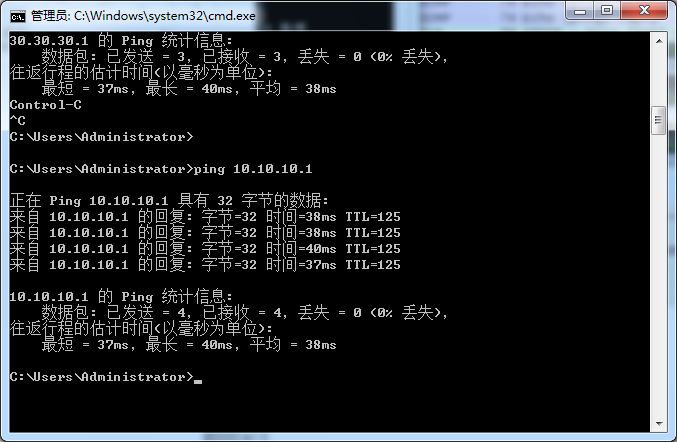 管理员: C:\Windows\system32\cmd.exe
30.30.30.1 的 Ping 统计信息:
数据包: 已发送 = 3, 已接收 = 3, 丢失 = 0 (0% 丢失),
往返行程的估计时间(以毫秒为单位):
最短 = 37ms, 最长 = 40ms, 平均 = 38ms
Control-C
^C
C:\Users\Administrator>
C:\Users\Administrator>ping 10.10.10.1
正在 Ping 10.10.10.1 具有 32 字节的数据:
来自 10.10.10.1 的回复: 字节=32 时间=38ms TTL=125
来自 10.10.10.1 的回复: 字节=32 时间=38ms TTL=125
来自 10.10.10.1 的回复: 字节=32 时间=40ms TTL=125
来自 10.10.10.1 的回复: 字节=32 时间=37ms TTL=125
10.10.10.1 的 Ping 统计信息:
数据包: 已发送 = 4, 已接收 = 4, 丢失 = 0 (0% 丢失),
往返行程的估计时间(以毫秒为单位):
最短 = 37ms, 最长 = 40ms, 平均 = 38ms
C:\Users\Administrator>